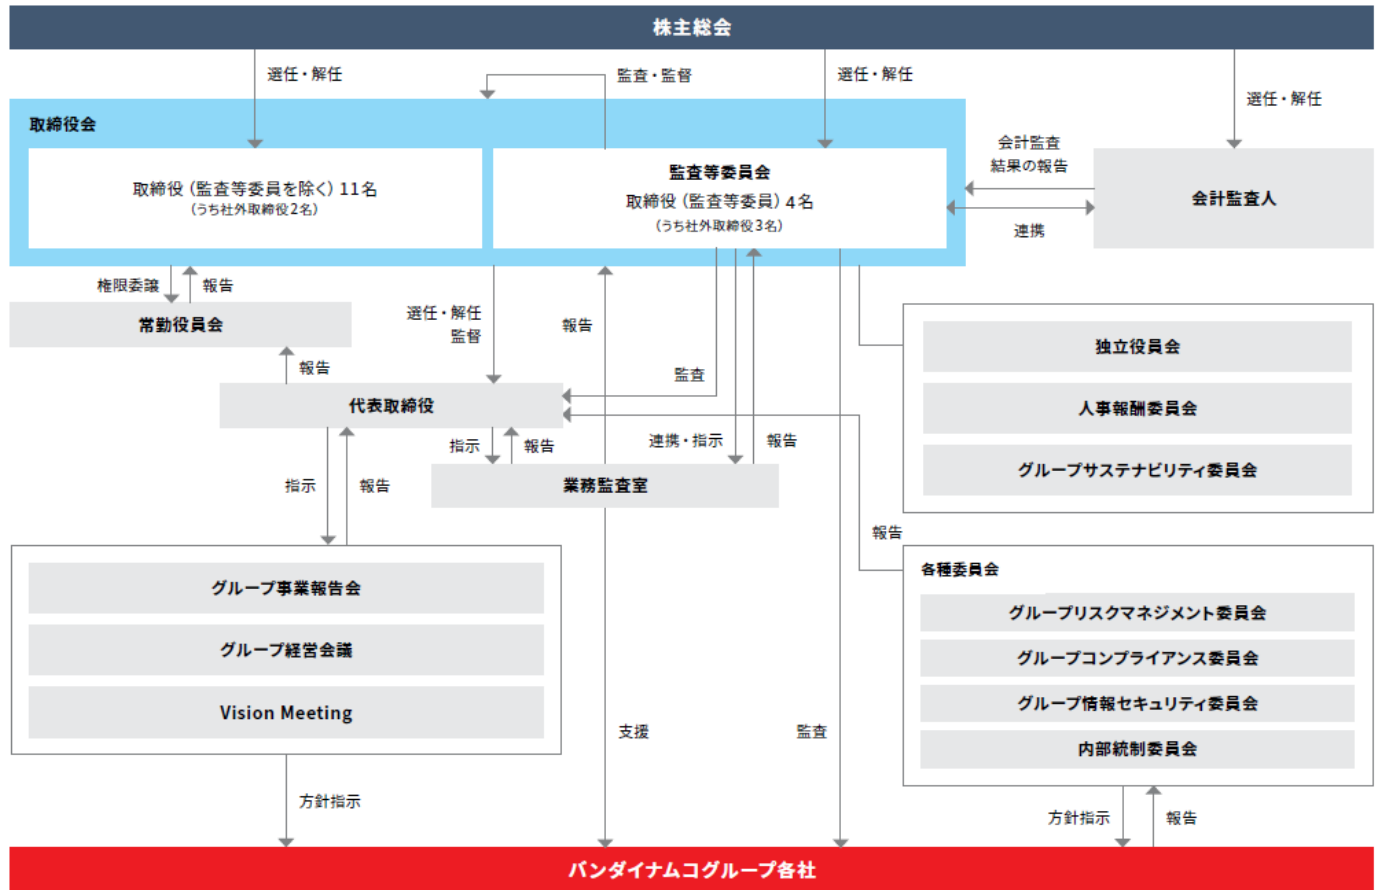 株主総会
選任・解任
監査・監督
選任・解任
選任・解任
取締役会
取締役（監査等委員を除く）11名
（うち社外取締役2名）
監査等委員会
取締役（監査等委員）4名
（うち社外取締役3名）
会計監査
結果の報告
連携
会計監査人
権限委譲
報告
常勤役員会
報告
選任・解任
監督
報告
監査
代表取締役
指示
報告
連携・指示
報告
業務監査室
指示
報告
独立役員会
人事報酬委員会
グループサステナビリティ委員会
報告
グループ事業報告会
グループ経営会議
Vision Meeting
各種委員会
グループリスクマネジメント委員会
グループコンプライアンス委員会
グループ情報セキュリティ委員会
内部統制委員会
支援
監査
方針指示
方針指示
報告
バンダイナムコグループ各社